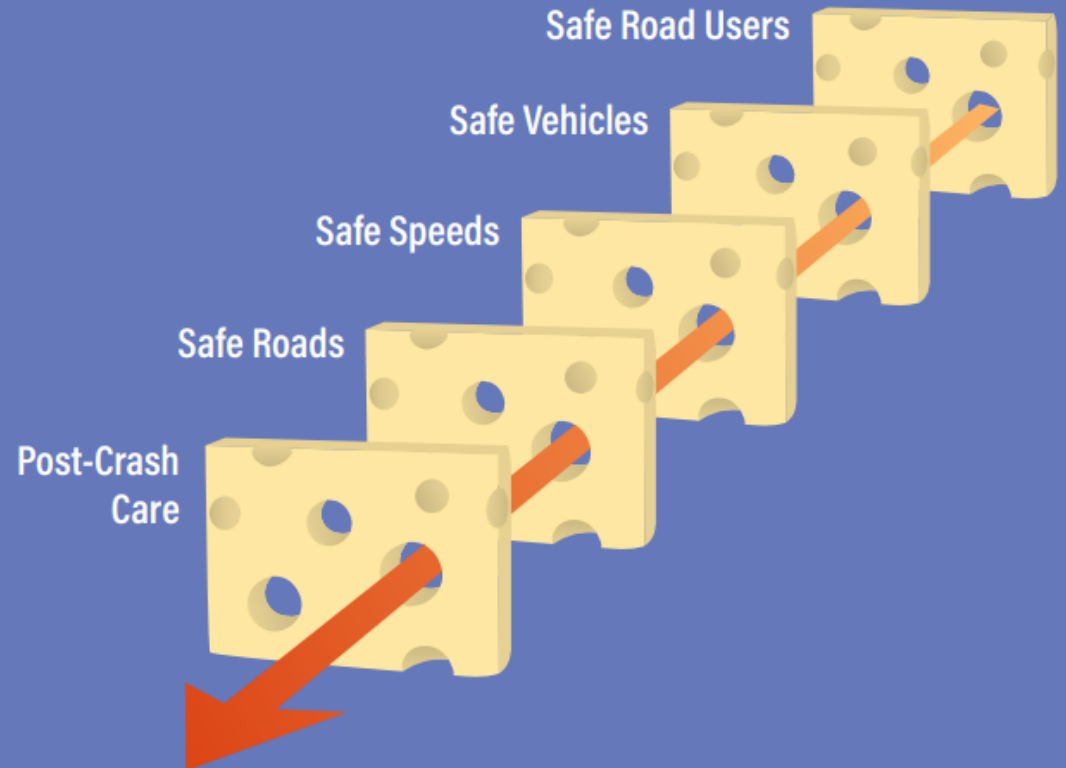 Safe Road Users
Safe Vehicles
Safe Speeds
Safe Roads
Post-Crash
Care